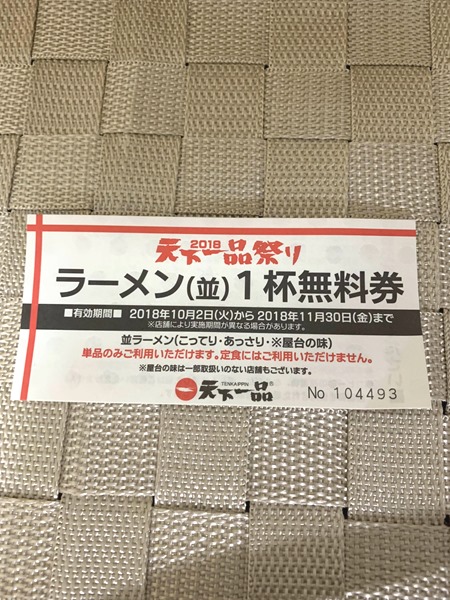 2018
天下一品祭り
ラーメン(並)1杯無料券
■有効期間■ 2018年10月2日(火)から2018年11月30日(金)まで
※店舗により実施期間が異なる場合があります。
並ラーメン(こってり・あっさり・※屋台の味)
単品のみご利用いただけます。定食にはご利用いただけません。
※屋台の味は一部取扱いのない店舗もございます。
TENKAIPPIN
天下一品®
No 104493